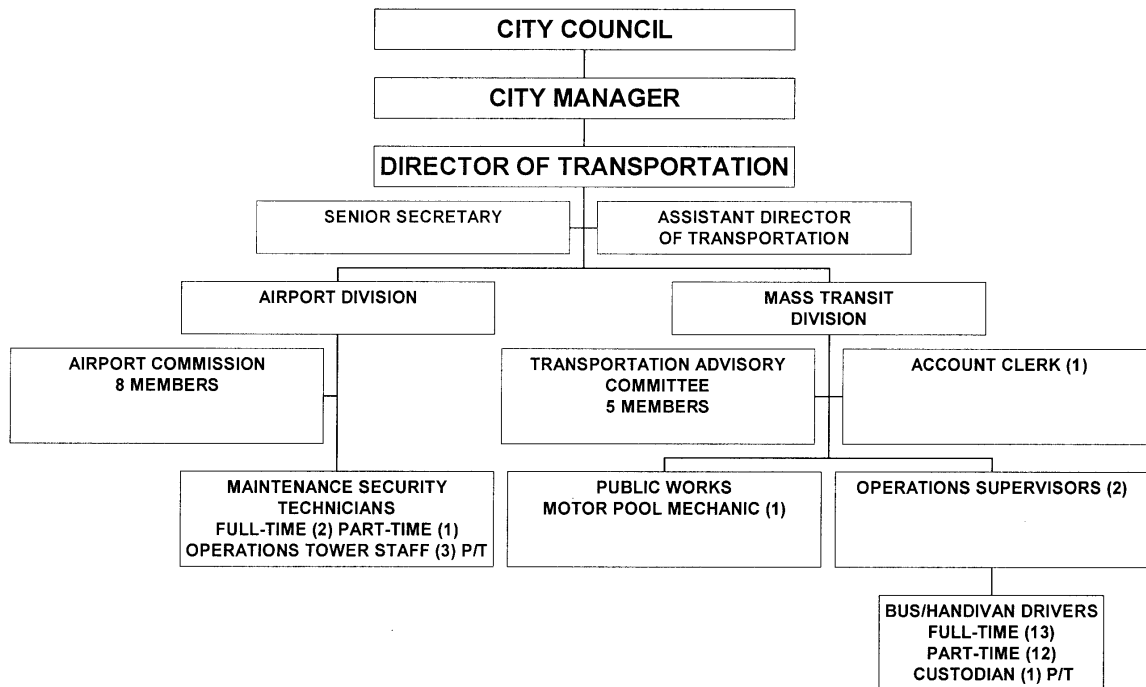 CITY COUNCIL
CITY MANAGER
DIRECTOR OF TRANSPORTATION
SENIOR SECRETARY
ASSISTANT DIRECTOR
OF TRANSPORTATION
AIRPORT DIVISION
MASS TRANSIT
DIVISION
AIRPORT COMMISSION
8 MEMBERS
TRANSPORTATION ADVISORY
COMMITTEE
5 MEMBERS
ACCOUNT CLERK (1)
MAINTENANCE SECURITY
TECHNICIANS
FULL-TIME (2) PART-TIME (1)
OPERATIONS TOWER STAFF (3) P/T
PUBLIC WORKS
MOTOR POOL MECHANIC (1)
OPERATIONS SUPERVISORS (2)
BUS/HANDIVAN DRIVERS
FULL-TIME (13)
PART-TIME (12)
CUSTODIAN (1) P/T